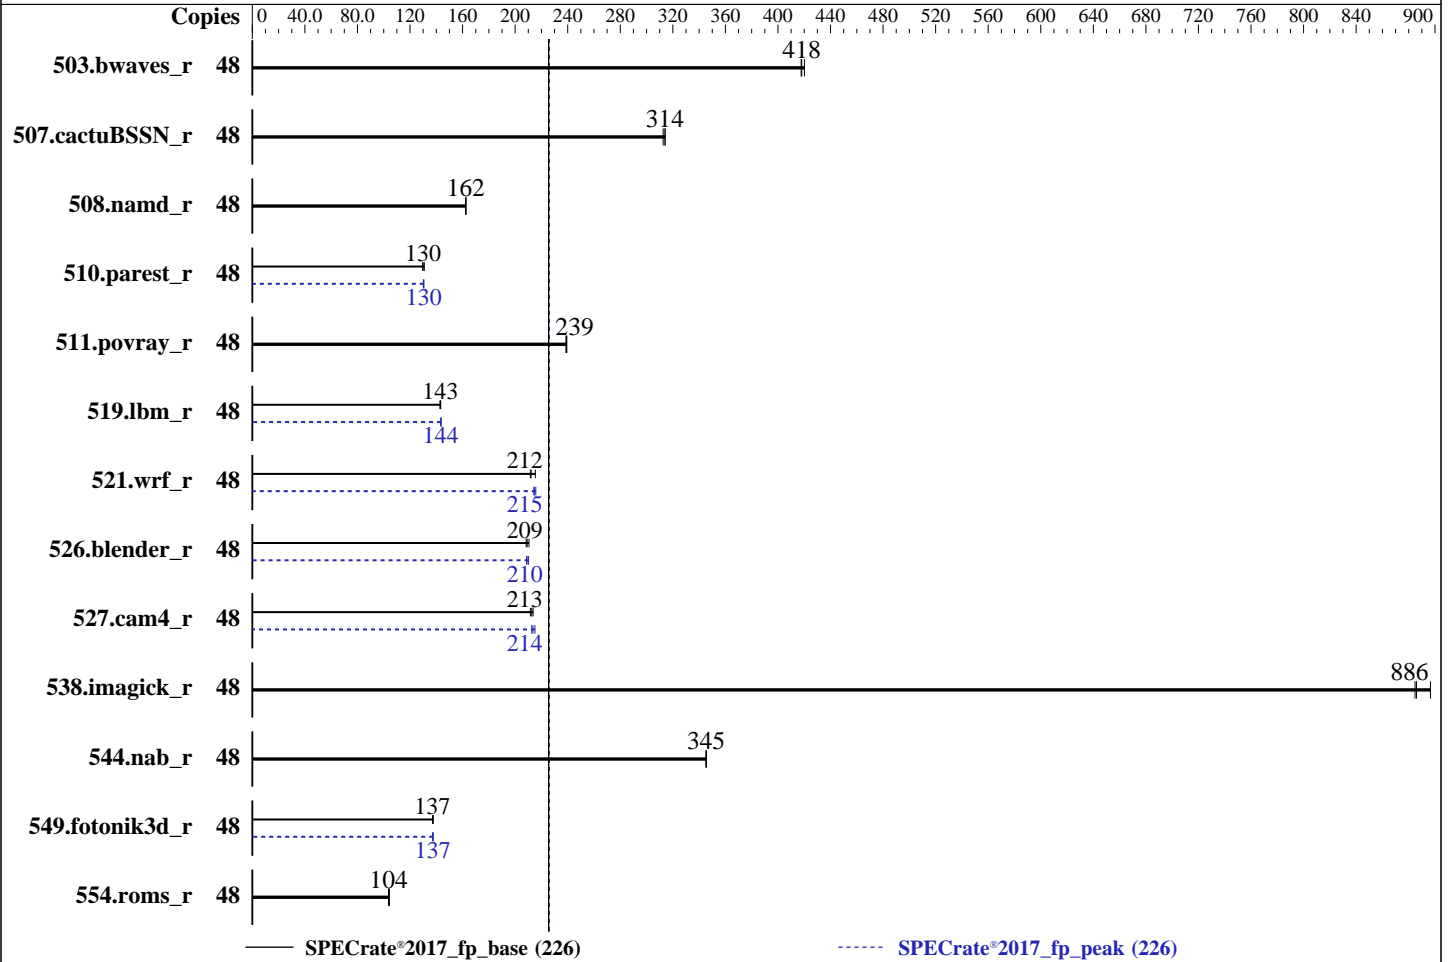 Copies 0 40.0 80.0 120 160 200 240 280 320 360 400 440 480 520 560 600 640 680 720 760 800 840 900
503.bwaves_r 48 418
507.cactuBSSN_r 48 314
508.namd_r 48 162
510.parest_r 48 130
130
511.povray_r 48 239
519.lbm_r 48 143
144
521.wrf_r 48 212
215
526.blender_r 48 209
210
527.cam4_r 48 213
214
538.imagick_r 48 886
544.nab_r 48 345
549.fotonik3d_r 48 137
137
554.roms_r 48 104
SPECrate®2017_fp_base (226) SPECrate®2017_fp_peak (226)